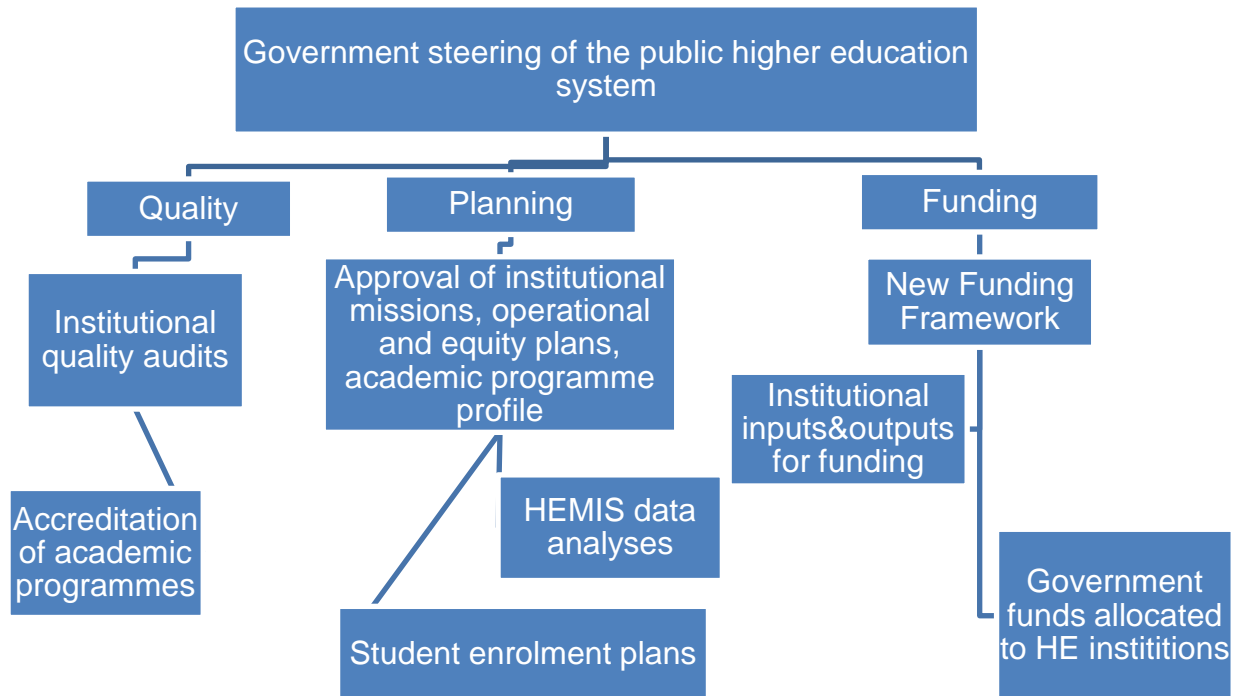 Government steering of the public higher education
system
Quality
Planning
Funding
Institutional
quality audits
Approval of institutional
missions, operational
and equity plans,
academic programme
profile
New Funding
Framework
Institutional
inputs&outputs
for funding
Accreditation
of academic
programmes
HEMIS data
analyses
Student enrolment plans
Government
funds allocated
to HE instititions